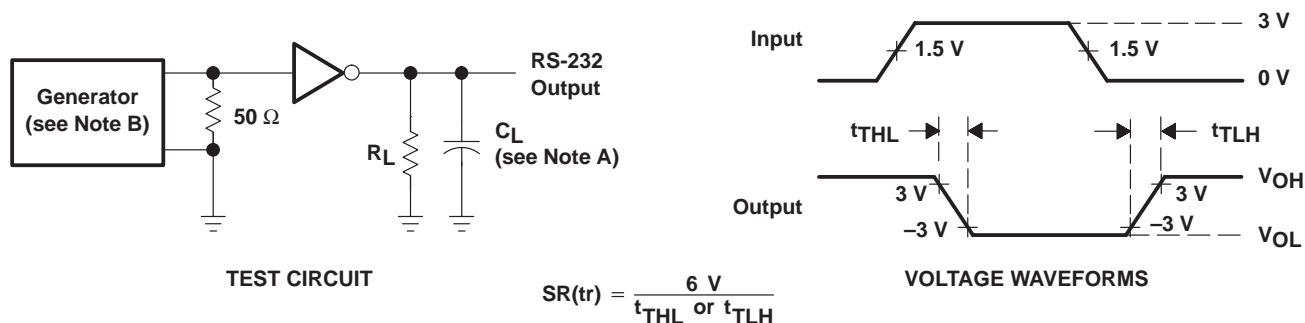 Generator
(see Note B)
50 Ω
RS-232
Output
RL
CL
(see Note A)
TEST CIRCUIT
Input
1.5 V
1.5 V
3 V
0 V
tTHL
tTLH
Output
3 V
–3 V
3 V
–3 V
VOH
VOL
VOLTAGE WAVEFORMS
SR(tr) = 6 V
tTHL or tTLH